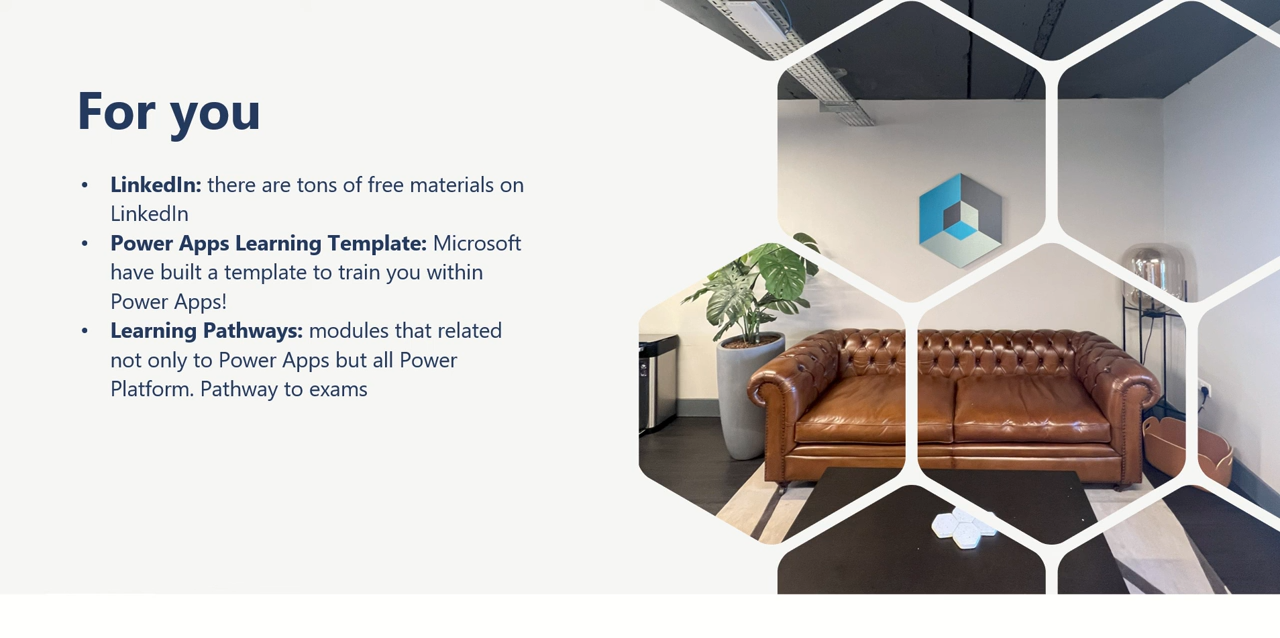 For you
• LinkedIn: there are tons of free materials on
LinkedIn
• Power Apps Learning Template: Microsoft
have built a template to train you within
Power Apps!
• Learning Pathways: modules that related
not only to Power Apps but all Power
Platform. Pathway to exams